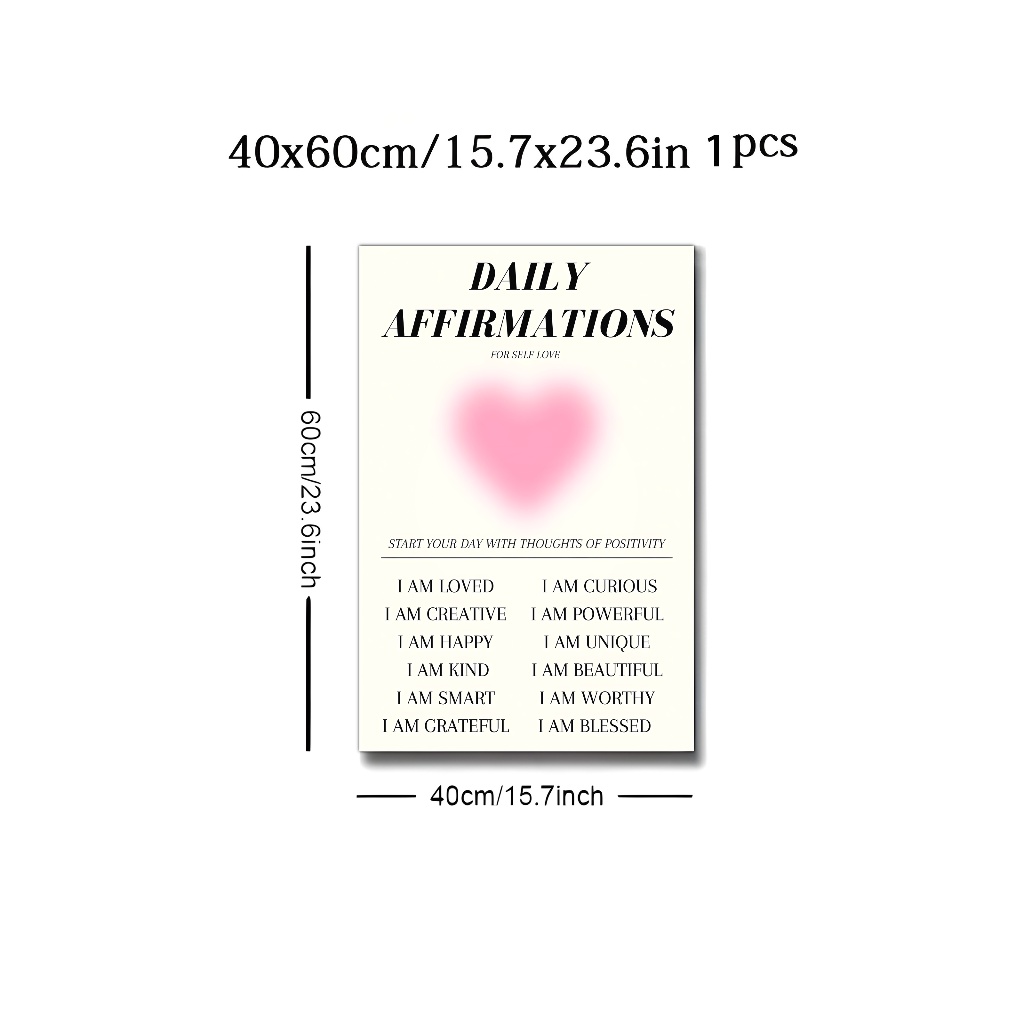 40x60cm/15.7x23.6in 1pcs
DAILY
AFFIRMATIONS
FOR SELF LOVE
START YOUR DAY WITH THOUGHTS OF POSITIVITY
I AM LOVED
I AM CREATIVE
I AM HAPPY
I AM KIND
I AM SMART
I AM GRATEFUL
I AM CURIOUS
I AM POWERFUL
I AM UNIQUE
I AM BEAUTIFUL
I AM WORTHY
I AM BLESSED
60cm/23.6inch
40cm/15.7inch